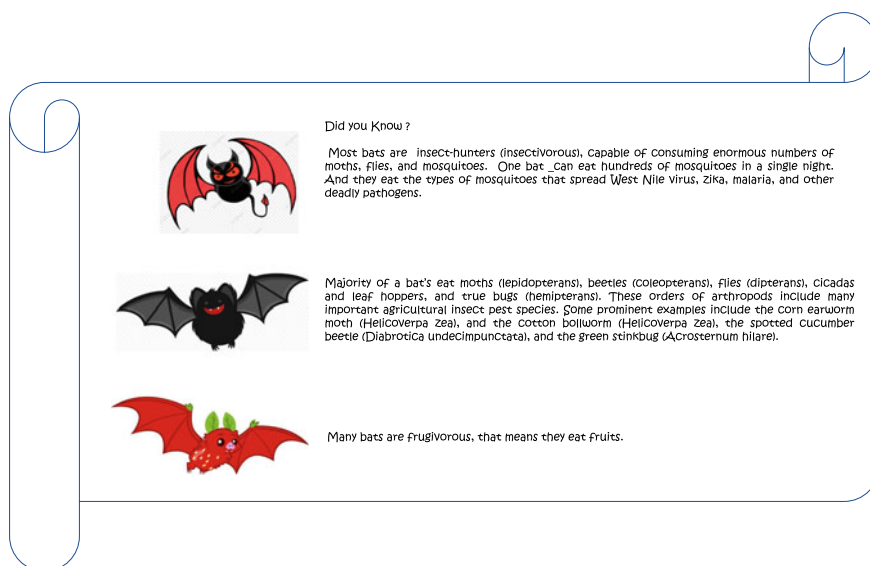 Did you Know ?
Most bats are insect-hunters (insectivorous), capable of consuming enormous numbers of
moths, flies, and mosquitoes. One bat _can eat hundreds of mosquitoes in a single night.
And they eat the types of mosquitoes that spread West Nile virus, zika, malaria, and other
deadly pathogens.
Majority of a bat's eat moths (lepidopterans), beetles (coleopterans), flies (dipterans), cicadas
and leaf hoppers, and true bugs (hemipterans). These orders of arthropods include many
important agricultural insect pest species. Some prominent examples include the corn earworm
moth (Helicoverpa zea), and the cotton bollworm (Helicoverpa zea), the spotted cucumber
beetle (Diabrotica undecimpunctata), and the green stinkbug (Acrosternum hilare).
Many bats are frugivorous, that means they eat fruits.